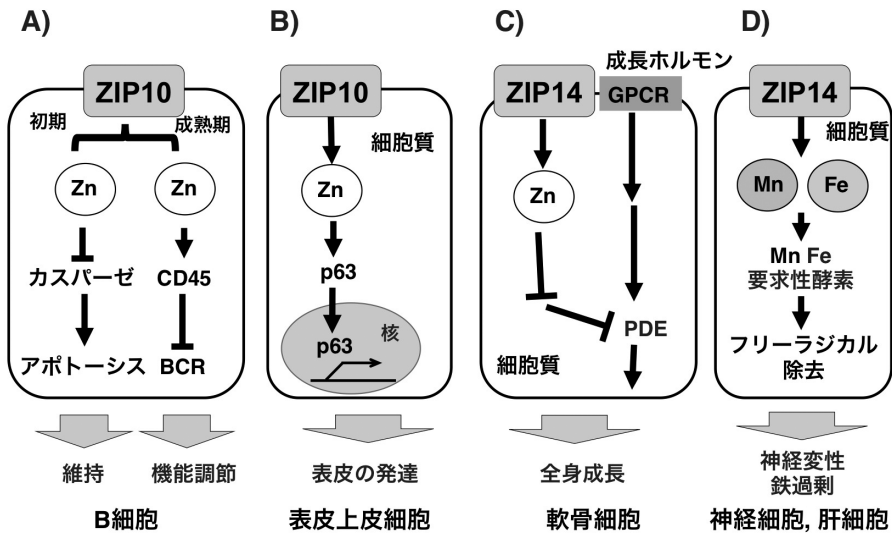 A)
ZIP10
初期
成熟期
Zn
Zn
カスパーゼ
CD45
アポトーシス
BCR
維持
機能調節
B細胞
B)
ZIP10
細胞質
Zn
p63
核
p63
表皮の発達
表皮上皮細胞
C)
成長ホルモン
ZIP14
GPCR
Zn
PDE
細胞質
全身成長
軟骨細胞
D)
ZIP14
細胞質
Mn
Fe
Mn Fe
要求性酵素
フリーラジカル
除去
神経変性
鉄過剰
神経細胞, 肝細胞